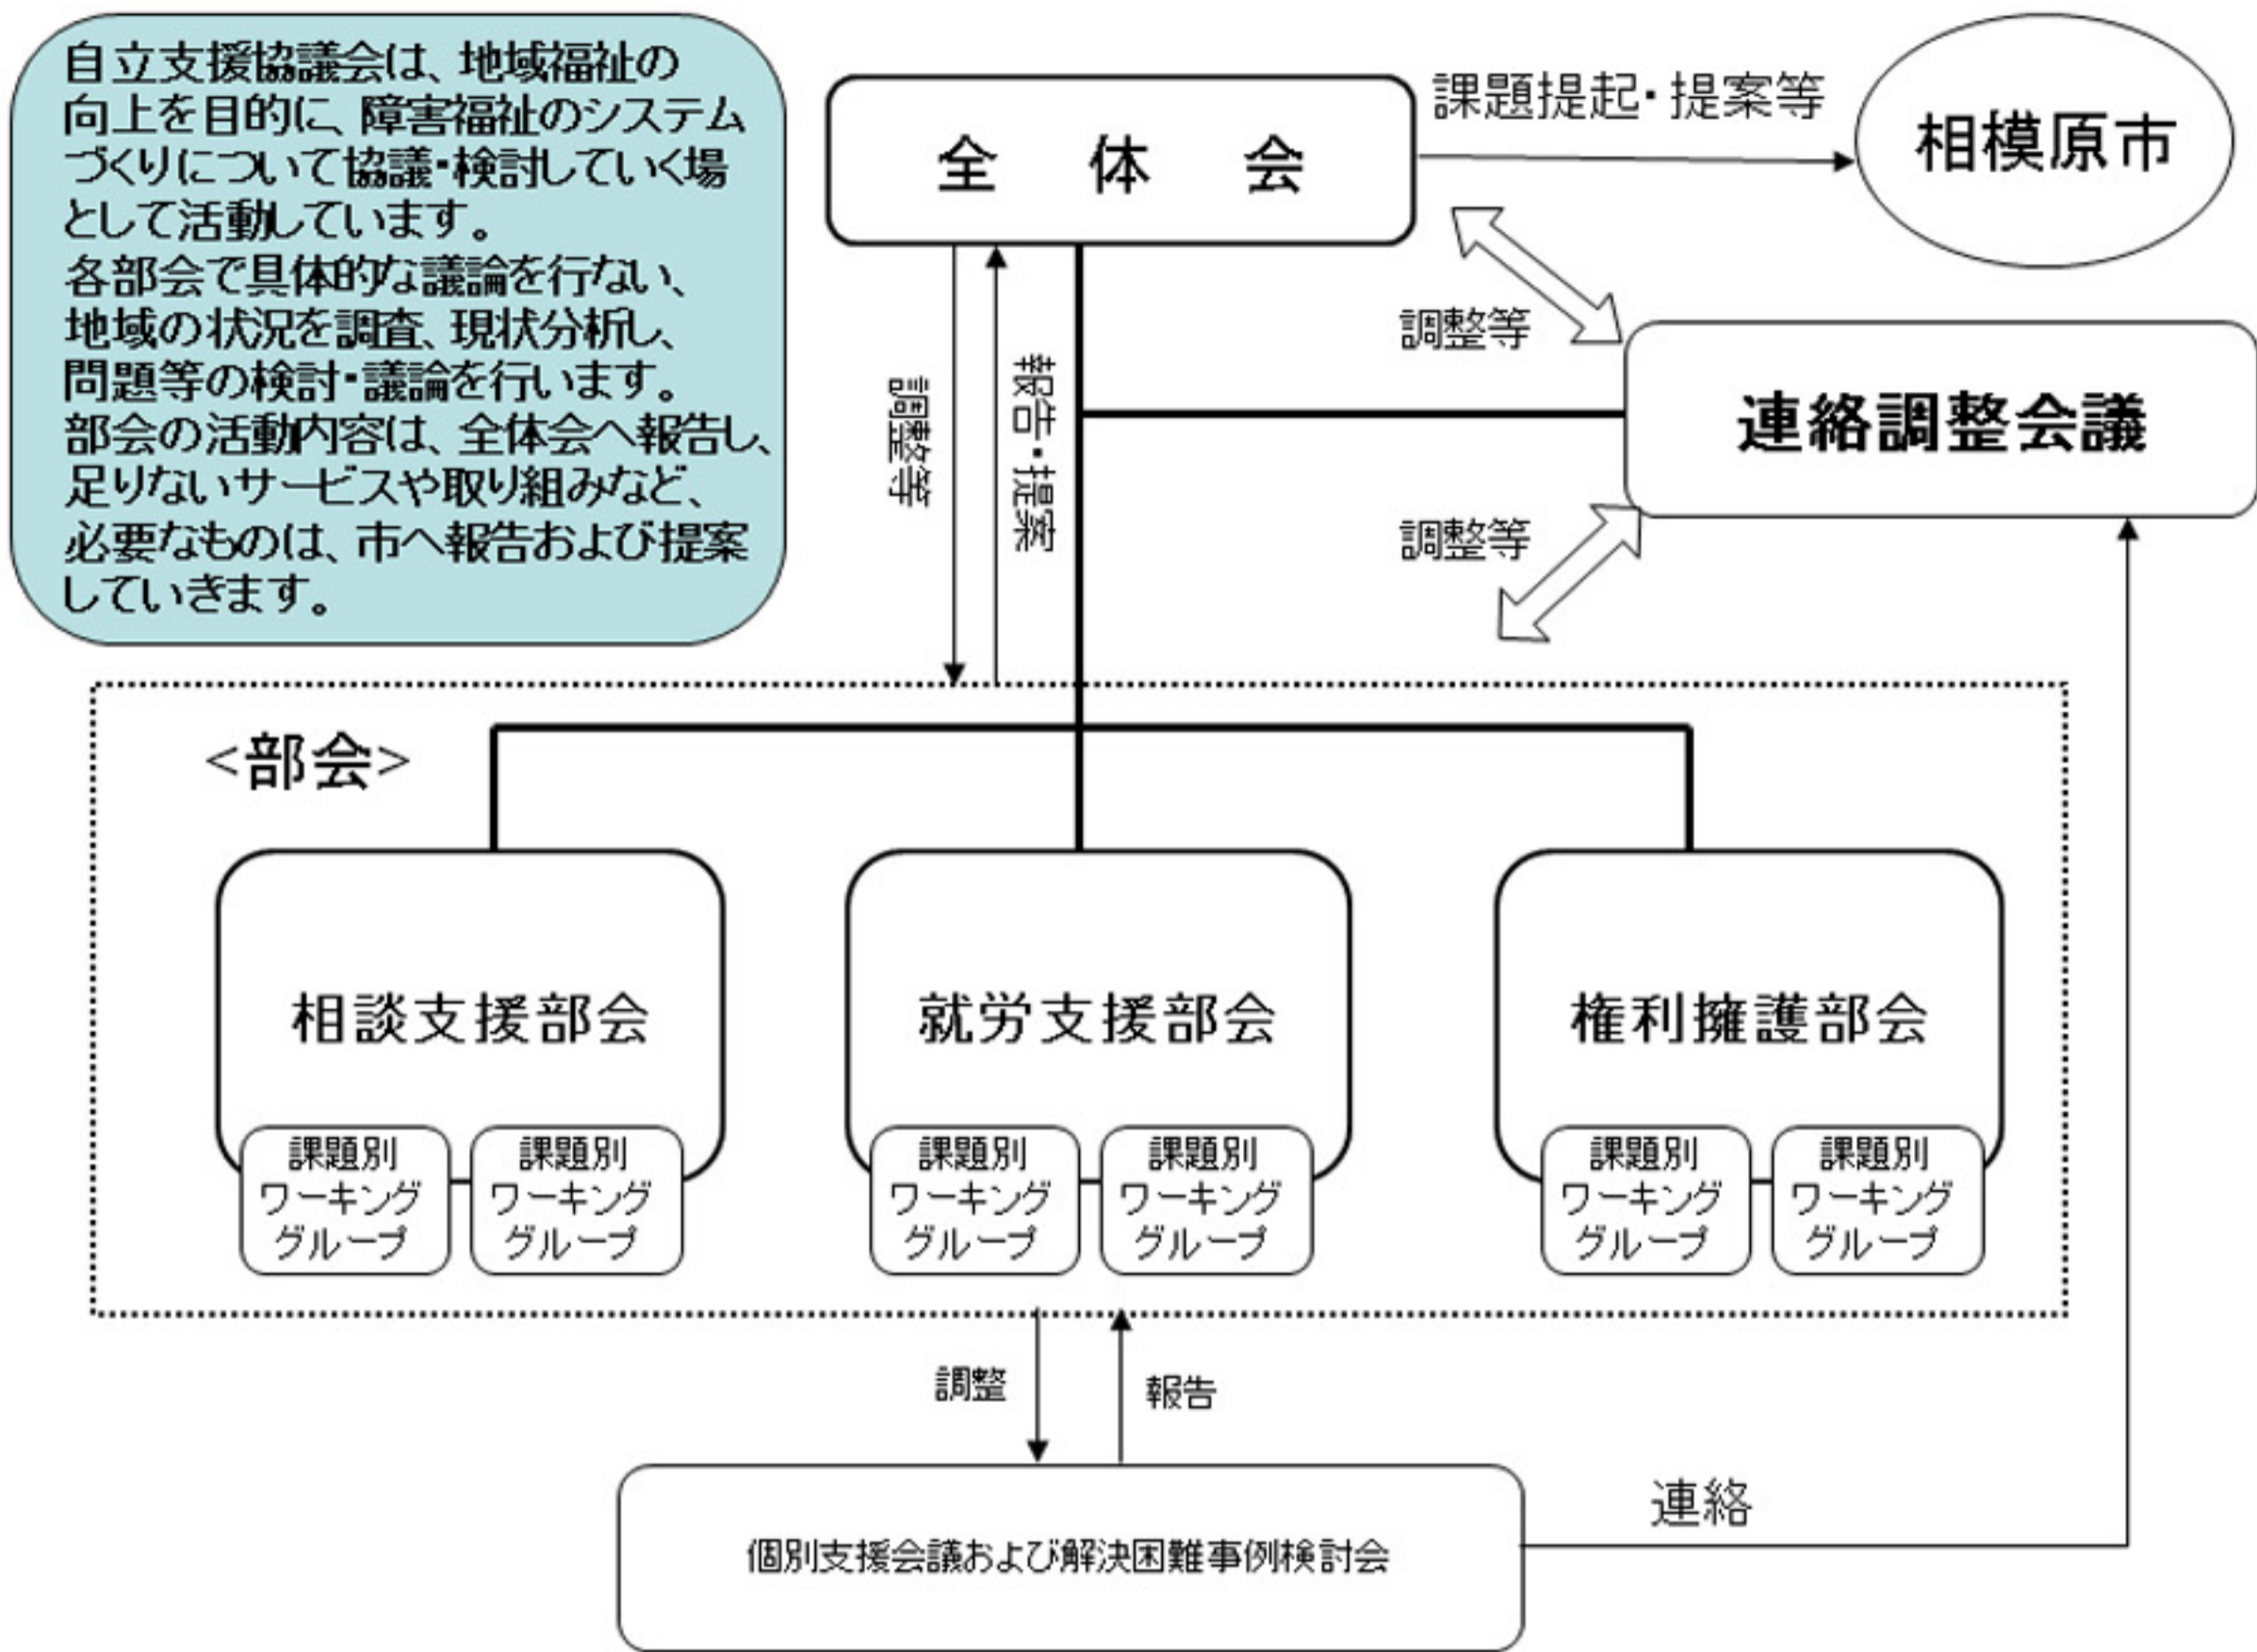 自立支援協議会は、地域福祉の
向上を目的に、障害福祉のシステム
づくりについて協議・検討していく場
として活動しています。
各部会で具体的な議論を行ない、
地域の状況を調査、現状分析し、
問題等の検討・議論を行います。
部会の活動内容は、全体会へ報告し、
足りないサービスや取り組みなど、
必要なものは、市へ報告および提案
していきます。
全 体 会
課題提起・提案等
相模原市
調整等
連絡調整会議
調整等
調整等
報告・提案
<部会>
相談支援部会
課題別
ワーキング
グループ
課題別
ワーキング
グループ
就労支援部会
課題別
ワーキング
グループ
課題別
ワーキング
グループ
権利擁護部会
課題別
ワーキング
グループ
課題別
ワーキング
グループ
調整
報告
個別支援会議および解決困難事例検討会
連絡